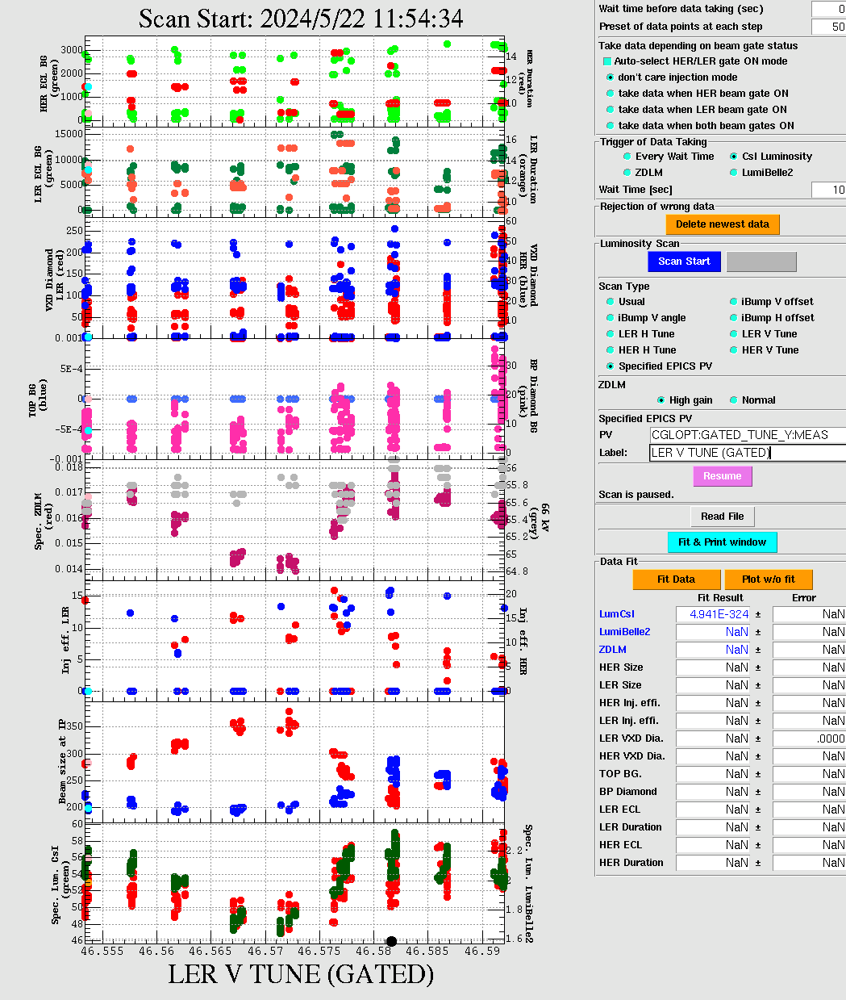 Scan Start: 2024/5/22 11:54:34
HER ECL BG
(green)
3000
2000
1000
0
14
12
10
HER Duration
(red)
LER ECL BG
(green)
15000
10000
5000
0
16
14
12
10
LER Duration
(orange)
VXD Diamond
LER (red)
200
150
100
50
0.001
60
50
40
30
20
10
VXD Diamond
HER (blue)
TOP BG
(blue)
5E-4
0
-5E-4
-0.001
30
20
10
0
BP Diamond BG
(pink)
Spec. ZDLM
(red)
0.018
0.017
0.016
0.015
0.014
66
65.8
65.6
65.4
65.2
65
64.8
66 kV
(grey)
Inj eff. LER
15
10
5
0
20
15
10
5
0
Inj eff. HER
Beam size at IP
350
300
250
200
Spec. Lum. CsI
(green)
60
58
56
54
52
50
48
46
2.2
2
1.8
1.6
Spec. Lum. LumiBelle2
46.555 46.56 46.565 46.57 46.575 46.58 46.585 46.59
LER V TUNE (GATED)
Wait time before data taking (sec) 0
Preset of data points at each step 50
Take data depending on beam gate status
Auto-select HER/LER gate ON mode
don't care injection mode
take data when HER beam gate ON
take data when LER beam gate ON
take data when both beam gates ON
Trigger of Data Taking
Every Wait Time CsI Luminosity
ZDLM LumiBelle2
Wait Time [sec] 10
Rejection of wrong data
Delete newest data
Luminosity Scan
Scan Start
Scan Type
Usual iBump V offset
iBump V angle iBump H offset
LER H Tune LER V Tune
HER H Tune HER V Tune
Specified EPICS PV
ZDLM
High gain Normal
Specified EPICS PV
PV CGLOPT:GATED_TUNE_Y:MEAS
Label: LER V TUNE (GATED)
Resume
Scan is paused.
Read File
Fit & Print window
Data Fit
Fit Data Plot w/o fit
Fit Result Error
LumCsI 4.941E-324 ± NaN
LumiBelle2 NaN ± NaN
ZDLM NaN ± NaN
HER Size NaN ± NaN
LER Size NaN ± NaN
HER Inj. effi. NaN ± NaN
LER Inj. effi. NaN ± NaN
LER VXD Dia. NaN ± .0000
HER VXD Dia. NaN ± NaN
TOP BG. NaN ± NaN
BP Diamond NaN ± NaN
LER ECL NaN ± NaN
LER Duration NaN ± NaN
HER ECL NaN ± NaN
HER Duration NaN ± NaN